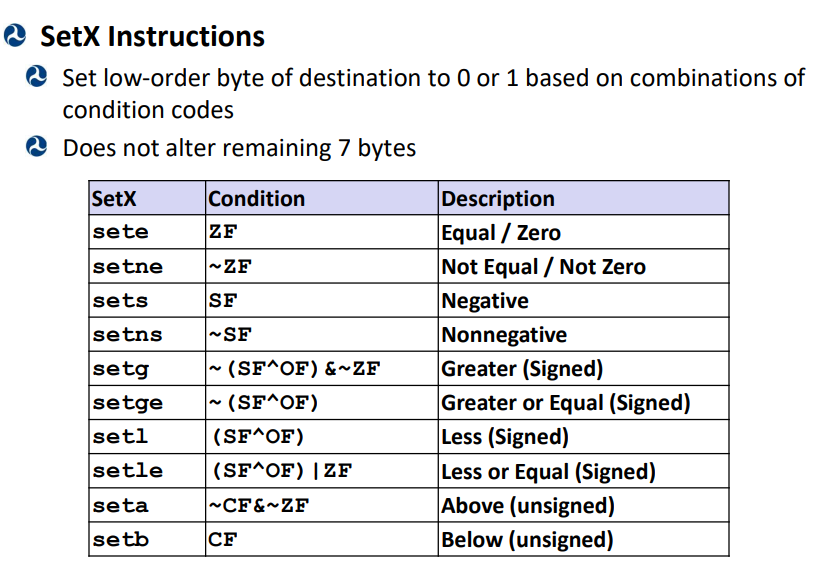 SetX Instructions
Set low-order byte of destination to 0 or 1 based on combinations of
condition codes
Does not alter remaining 7 bytes
SetX Condition Description
sete ZF Equal / Zero
setne ~ZF Not Equal / Not Zero
sets SF Negative
setns ~SF Nonnegative
setg ~(SF^OF)&~ZF Greater (Signed)
setge ~(SF^OF) Greater or Equal (Signed)
setl (SF^OF) Less (Signed)
setle (SF^OF)|ZF Less or Equal (Signed)
seta ~CF&~ZF Above (unsigned)
setb CF Below (unsigned)